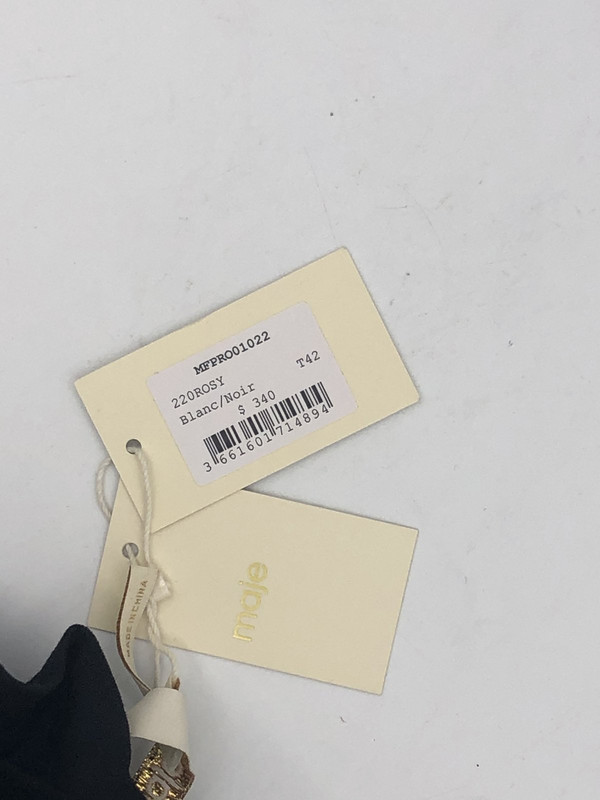 MFPRO01022
220ROSY T42
Blanc/Noir
$ 340
3 661601 714894
maje
MADE IN CHINA